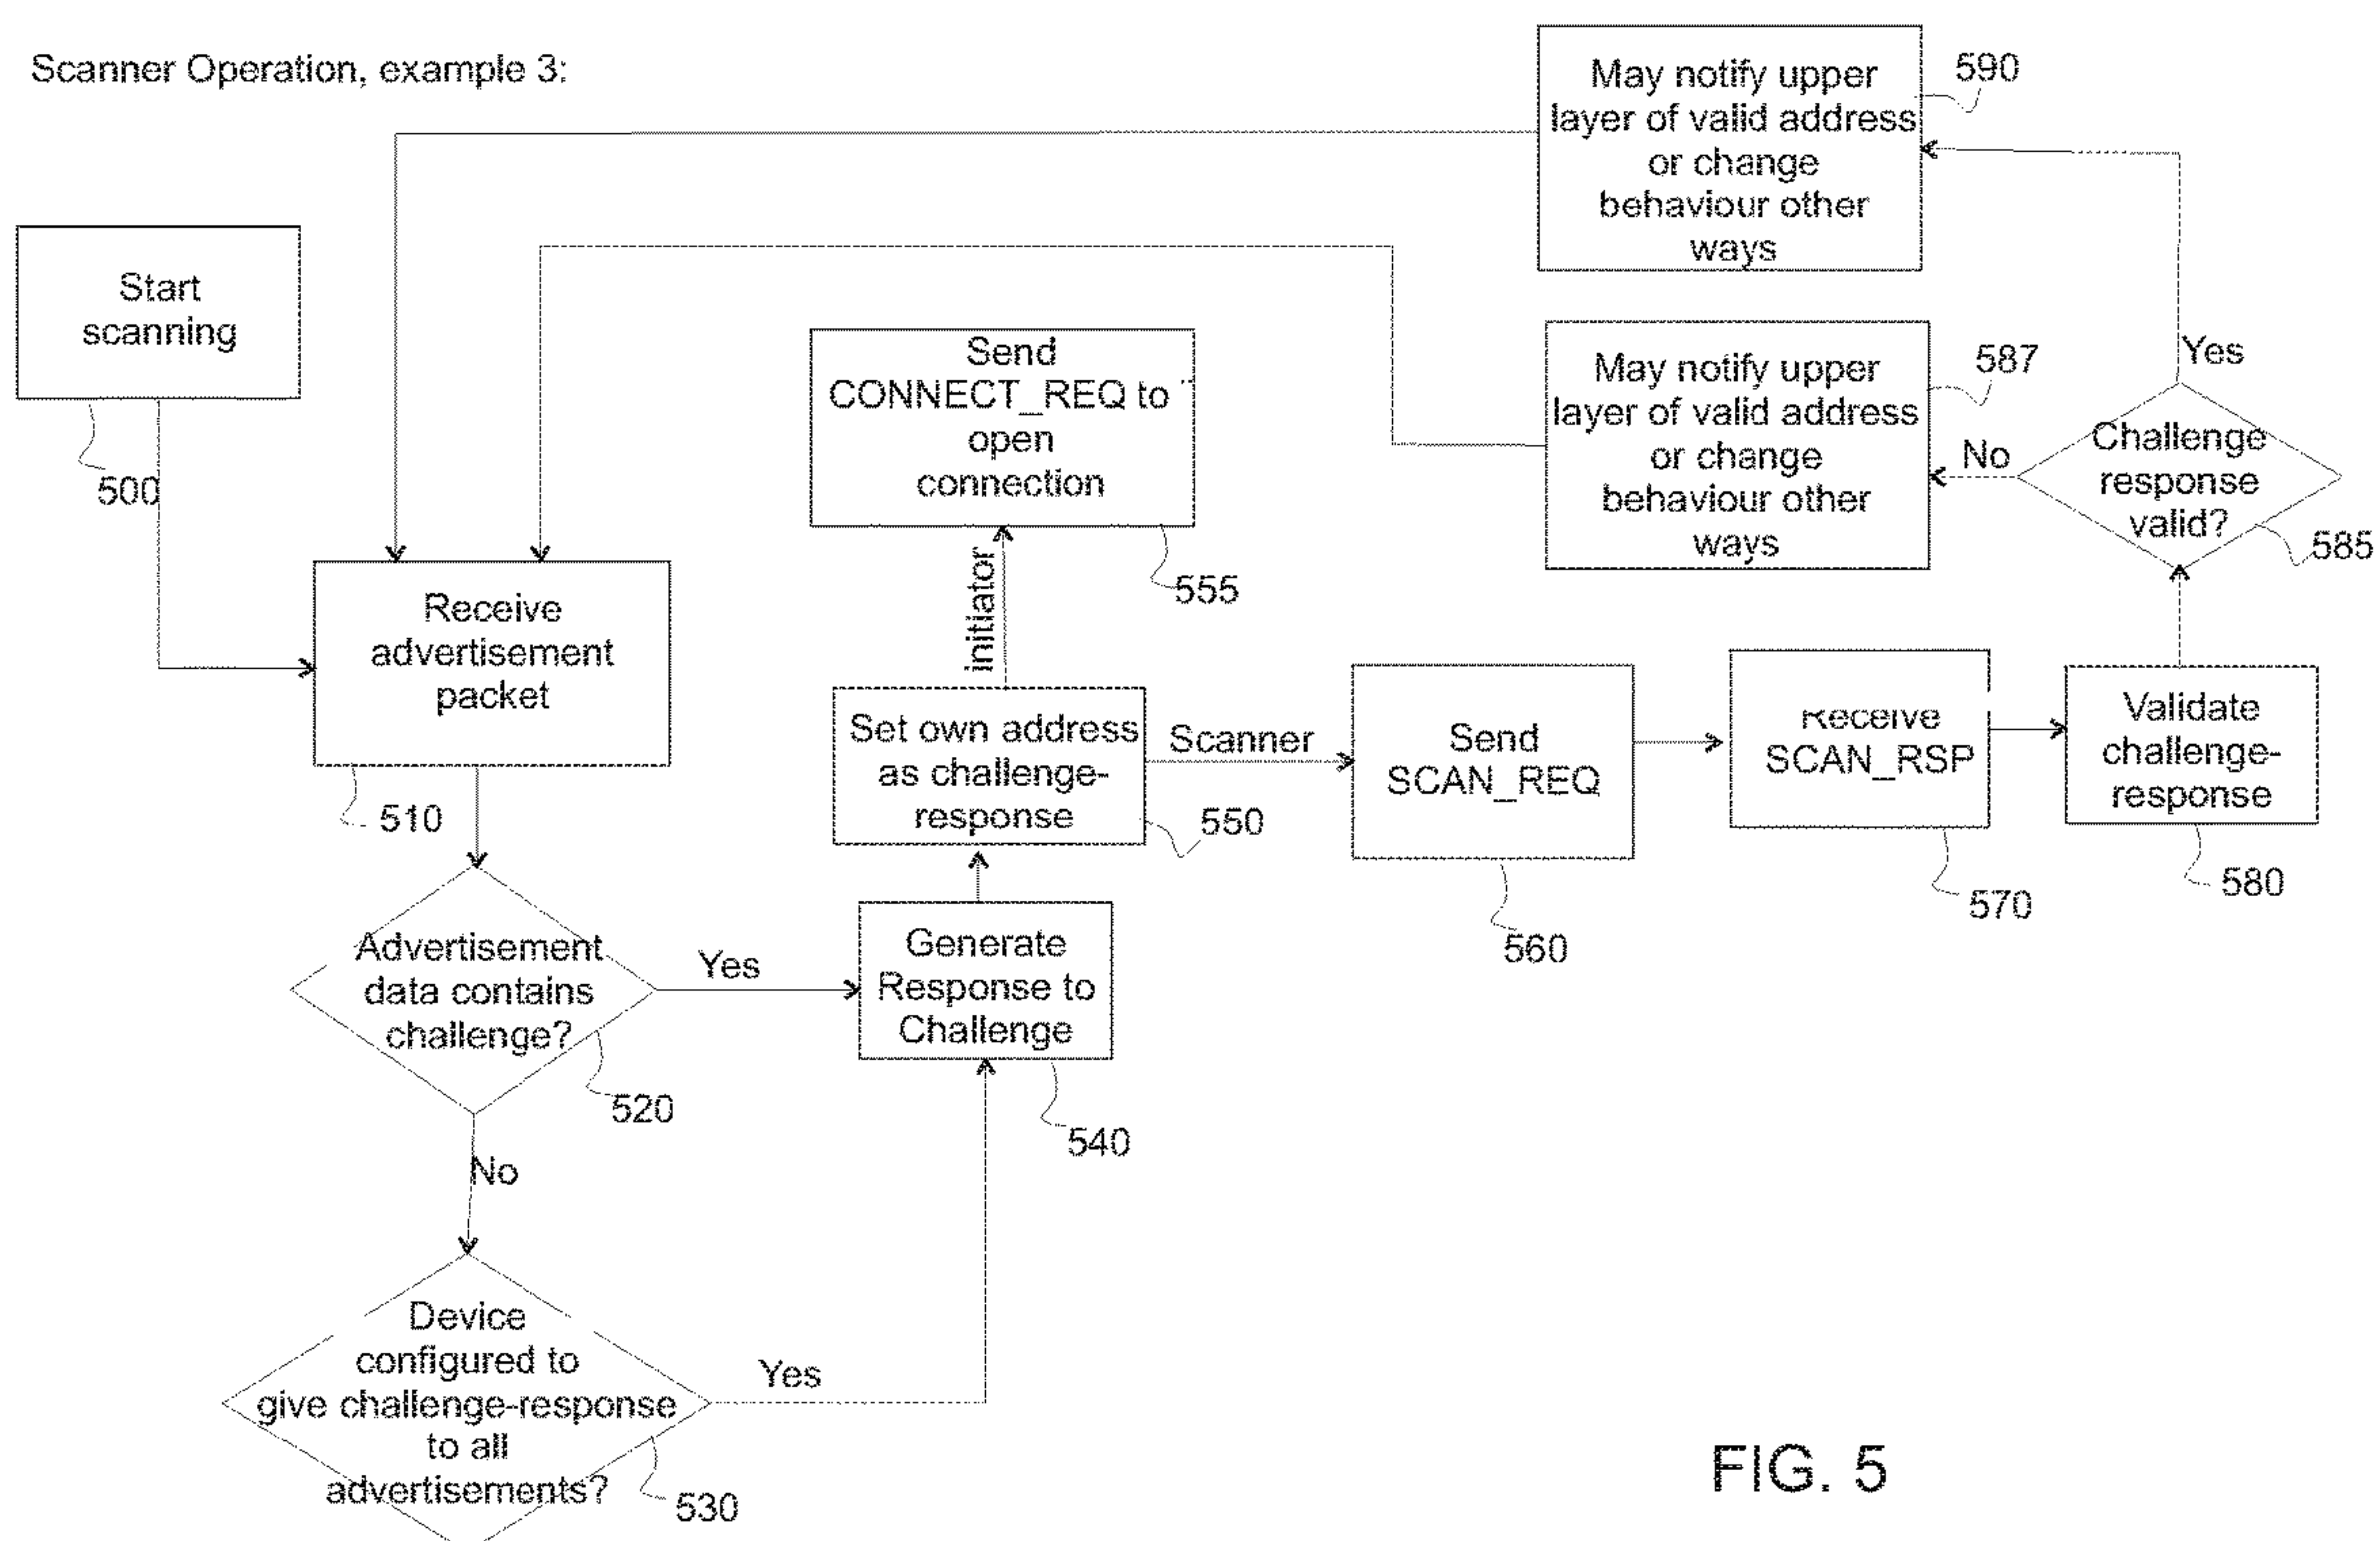 Scanner Operation, example 3:
May notify upper
layer of valid address
or change
behaviour other
ways
590
Start
scanning
500
Send
CONNECT_REQ to
open
connection
555
May notify upper
layer of valid address
or change
behaviour other
ways
587
Yes
No
Challenge
response
valid?
585
Receive
advertisement
packet
510
initiator
Set own address
as challenge-
response
550
Scanner
Send
SCAN_REQ
560
Receive
SCAN_RSP
570
Validate
challenge-
response
580
Advertisement
data contains
challenge?
520
Yes
Generate
Response to
Challenge
540
No
Device
configured to
give challenge-response
to all
advertisements?
530
Yes
FIG. 5